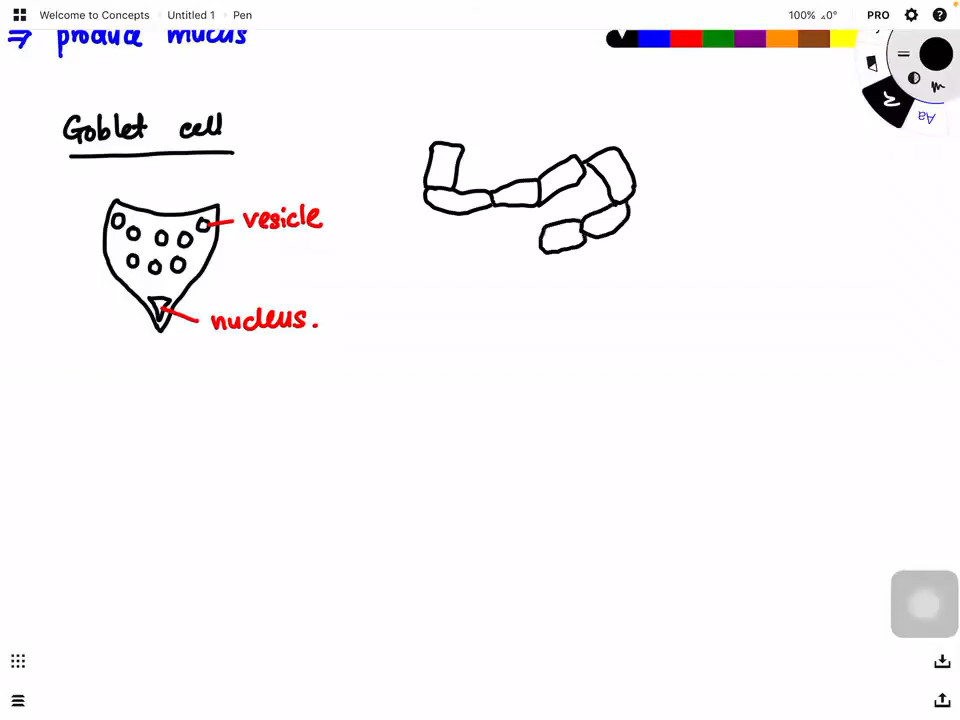 Welcome to Concepts Untitled 1 Pen 100% 0° PRO ?
⇒ produce mucus
Aa
Goblet cell
vesicle
nucleus.